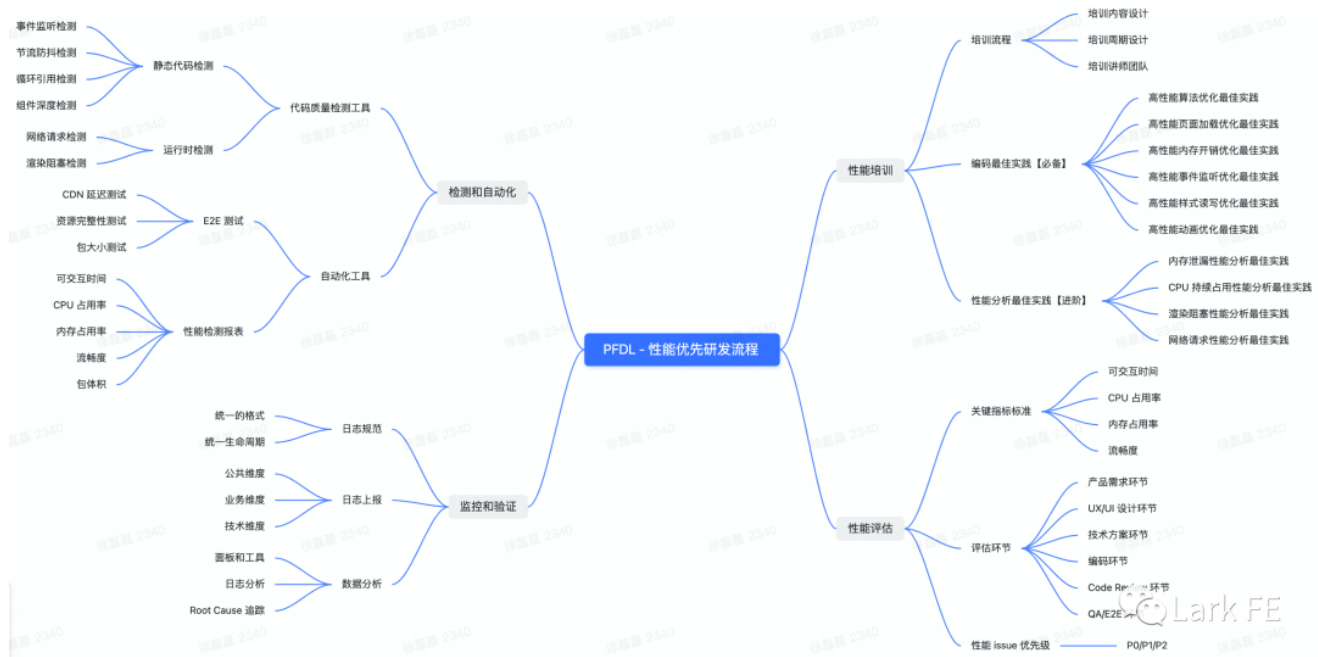 PFDL - 性能优先研发流程
性能培训
培训流程
培训内容设计
培训周期设计
培训讲师团队
编码最佳实践【必备】
高性能算法优化最佳实践
高性能页面加载优化最佳实践
高性能内存开销优化最佳实践
高性能事件监听优化最佳实践
高性能样式读写优化最佳实践
高性能动画优化最佳实践
性能分析最佳实践【进阶】
内存泄漏性能分析最佳实践
CPU 持续占用性能分析最佳实践
渲染阻塞性能分析最佳实践
网络请求性能分析最佳实践
性能评估
关键指标标准
可交互时间
CPU 占用率
内存占用率
流畅度
评估环节
产品需求环节
UX/UI 设计环节
技术方案环节
编码环节
Code Review 环节
QA/E2E
性能 issue 优先级
P0/P1/P2
检测和自动化
代码质量检测工具
静态代码检测
事件监听检测
节流防抖检测
循环引用检测
组件深度检测
运行时检测
网络请求检测
渲染阻塞检测
自动化工具
E2E 测试
CDN 延迟测试
资源完整性测试
包大小测试
性能检测报表
可交互时间
CPU 占用率
内存占用率
流畅度
包体积
监控和验证
日志规范
统一的格式
统一生命周期
日志上报
公共维度
业务维度
技术维度
数据分析
面板和工具
日志分析
Root Cause 追踪
Lark FE
徐磊磊 2340